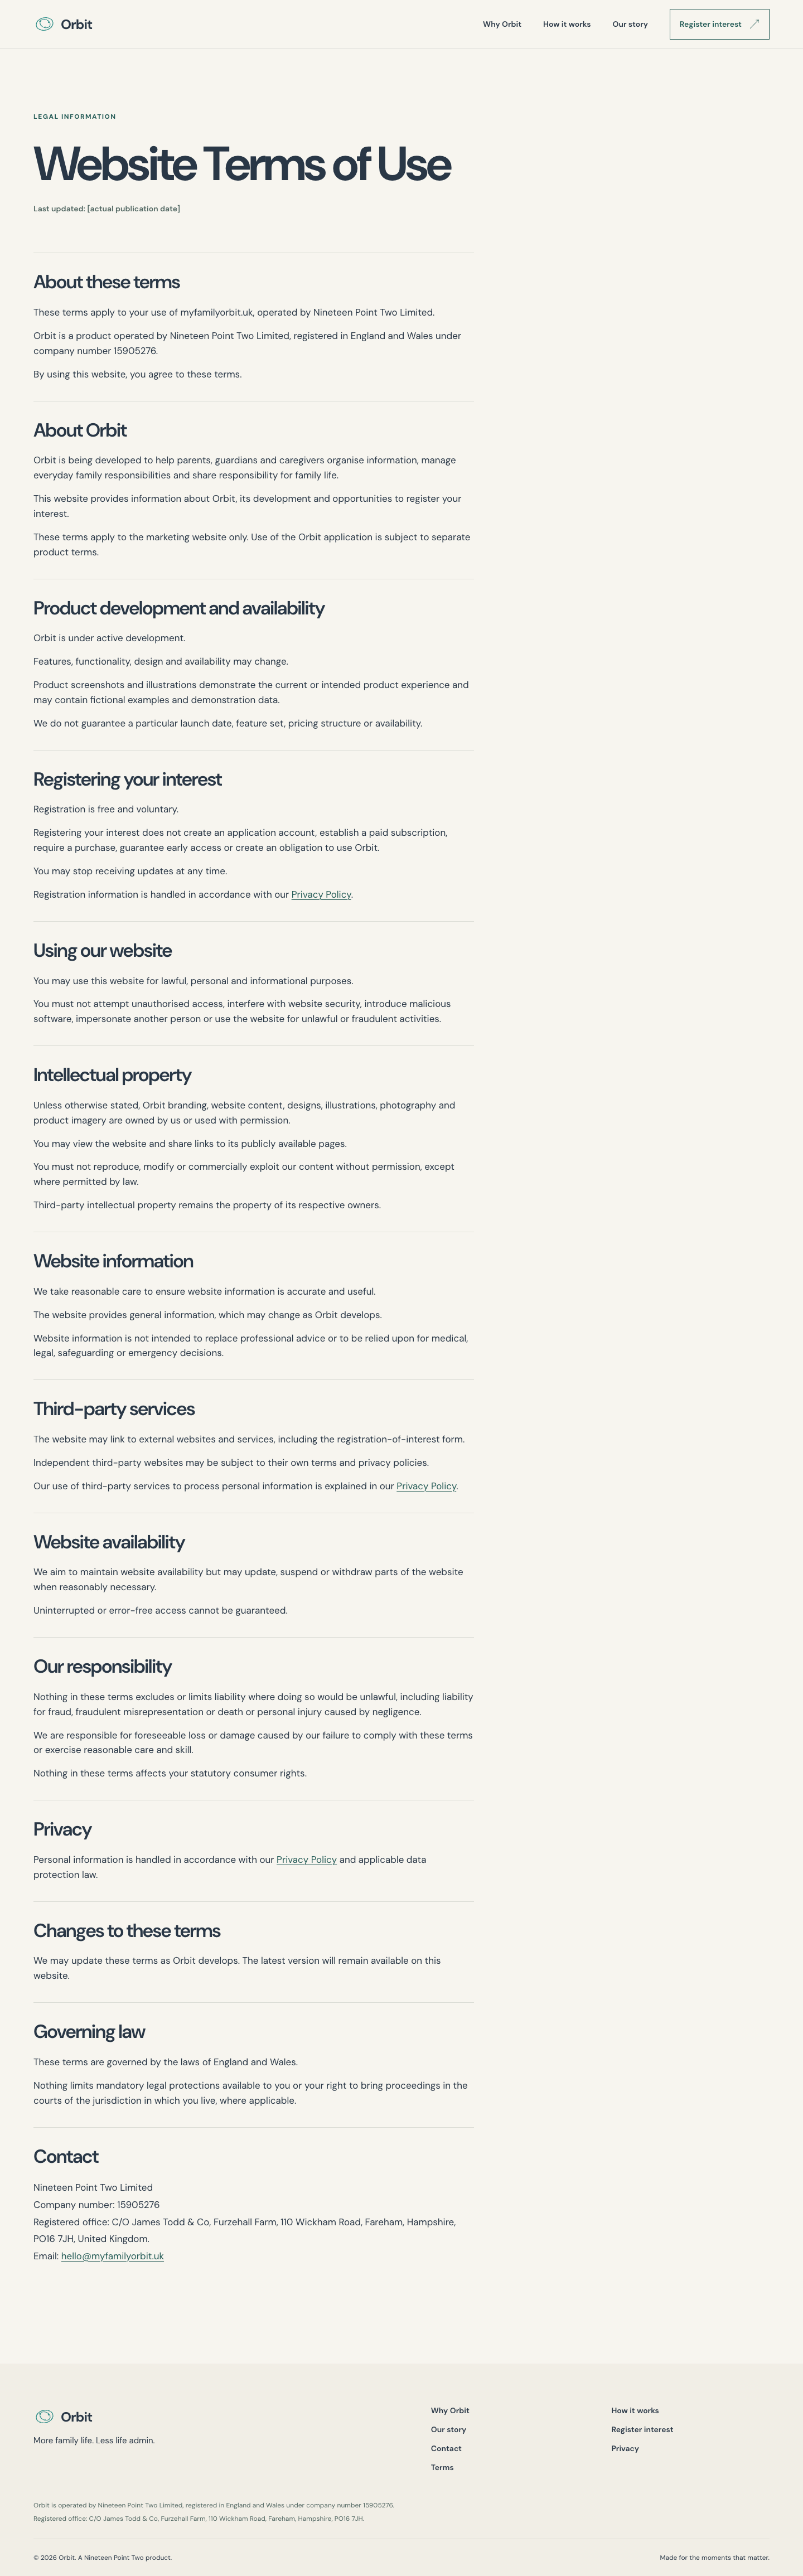 Orbit
Why Orbit
How it works
Our story
Register interest
LEGAL INFORMATION
Website Terms of Use
Last updated: [actual publication date]
About these terms
These terms apply to your use of myfamilyorbit.uk, operated by Nineteen Point Two Limited.
Orbit is a product operated by Nineteen Point Two Limited, registered in England and Wales under
company number 15905276.
By using this website, you agree to these terms.
About Orbit
Orbit is being developed to help parents, guardians and caregivers organise information, manage
everyday family responsibilities and share responsibility for family life.
This website provides information about Orbit, its development and opportunities to register your
interest.
These terms apply to the marketing website only. Use of the Orbit application is subject to separate
product terms.
Product development and availability
Orbit is under active development.
Features, functionality, design and availability may change.
Product screenshots and illustrations demonstrate the current or intended product experience and
may contain fictional examples and demonstration data.
We do not guarantee a particular launch date, feature set, pricing structure or availability.
Registering your interest
Registration is free and voluntary.
Registering your interest does not create an application account, establish a paid subscription,
require a purchase, guarantee early access or create an obligation to use Orbit.
You may stop receiving updates at any time.
Registration information is handled in accordance with our Privacy Policy.
Using our website
You may use this website for lawful, personal and informational purposes.
You must not attempt unauthorised access, interfere with website security, introduce malicious
software, impersonate another person or use the website for unlawful or fraudulent activities.
Intellectual property
Unless otherwise stated, Orbit branding, website content, designs, illustrations, photography and
product imagery are owned by us or used with permission.
You may view the website and share links to its publicly available pages.
You must not reproduce, modify or commercially exploit our content without permission, except
where permitted by law.
Third-party intellectual property remains the property of its respective owners.
Website information
We take reasonable care to ensure website information is accurate and useful.
The website provides general information, which may change as Orbit develops.
Website information is not intended to replace professional advice or to be relied upon for medical,
legal, safeguarding or emergency decisions.
Third-party services
The website may link to external websites and services, including the registration-of-interest form.
Independent third-party websites may be subject to their own terms and privacy policies.
Our use of third-party services to process personal information is explained in our Privacy Policy.
Website availability
We aim to maintain website availability but may update, suspend or withdraw parts of the website
when reasonably necessary.
Uninterrupted or error-free access cannot be guaranteed.
Our responsibility
Nothing in these terms excludes or limits liability where doing so would be unlawful, including liability
for fraud, fraudulent misrepresentation or death or personal injury caused by negligence.
We are responsible for foreseeable loss or damage caused by our failure to comply with these terms
or exercise reasonable care and skill.
Nothing in these terms affects your statutory consumer rights.
Privacy
Personal information is handled in accordance with our Privacy Policy and applicable data
protection law.
Changes to these terms
We may update these terms as Orbit develops. The latest version will remain available on this
website.
Governing law
These terms are governed by the laws of England and Wales.
Nothing limits mandatory legal protections available to you or your right to bring proceedings in the
courts of the jurisdiction in which you live, where applicable.
Contact
Nineteen Point Two Limited
Company number: 15905276
Registered office: C/O James Todd & Co, Furzehall Farm, 110 Wickham Road, Fareham, Hampshire,
PO16 7JH, United Kingdom.
Email: hello@myfamilyorbit.uk
Orbit
More family life. Less life admin.
Why Orbit
Our story
Contact
Terms
How it works
Register interest
Privacy
Orbit is operated by Nineteen Point Two Limited, registered in England and Wales under company number 15905276.
Registered office: C/O James Todd & Co, Furzehall Farm, 110 Wickham Road, Fareham, Hampshire, PO16 7JH.
© 2026 Orbit. A Nineteen Point Two product.
Made for the moments that matter.